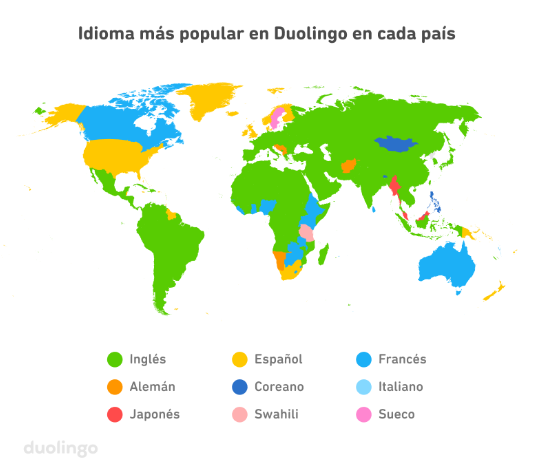 Idioma más popular en Duolingo en cada país
Inglés
Español
Francés
Alemán
Coreano
Italiano
Japonés
Swahili
Sueco
duolingo